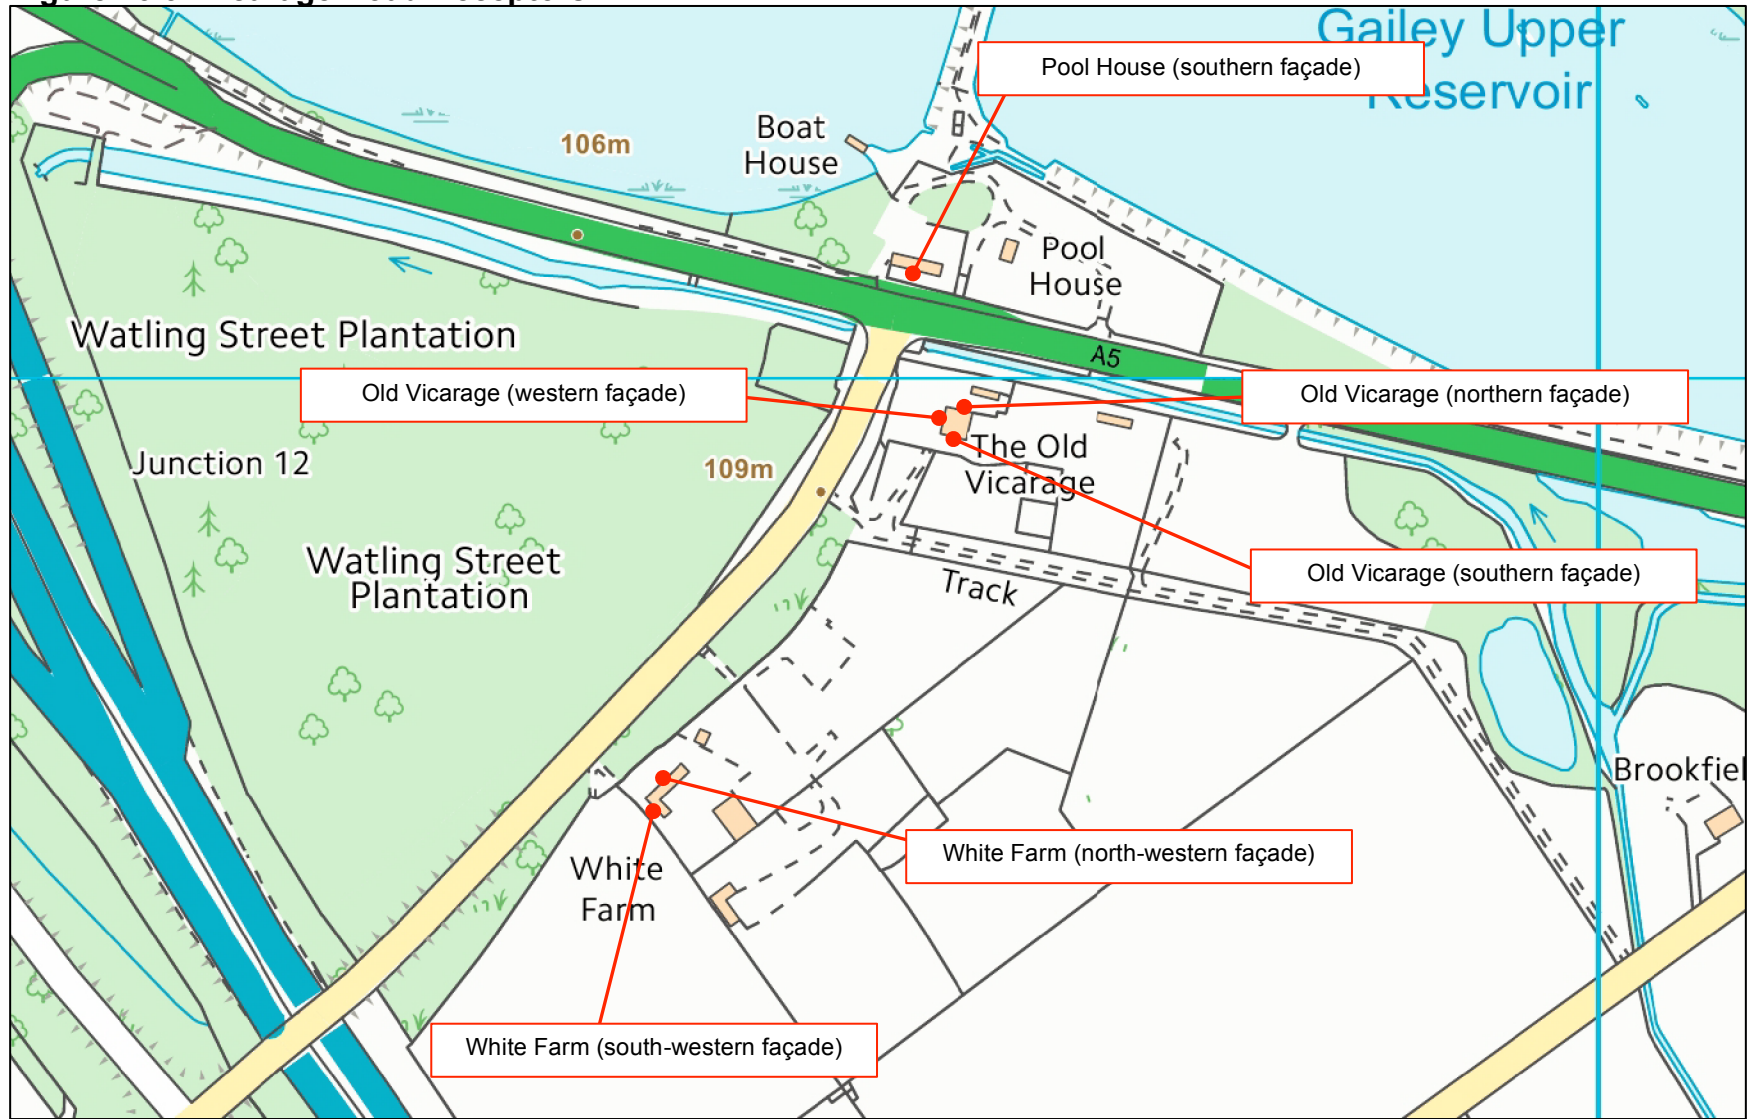 Gailey Upper
Reservoir
Pool House (southern façade)
Boat
House
106m
Pool
House
Watling Street Plantation
A5
Old Vicarage (western façade)
Old Vicarage (northern façade)
The Old
Vicarage
Junction 12
109m
Watling Street
Plantation
Old Vicarage (southern façade)
Track
Brookfiel
White Farm (north-western façade)
White
Farm
White Farm (south-western façade)